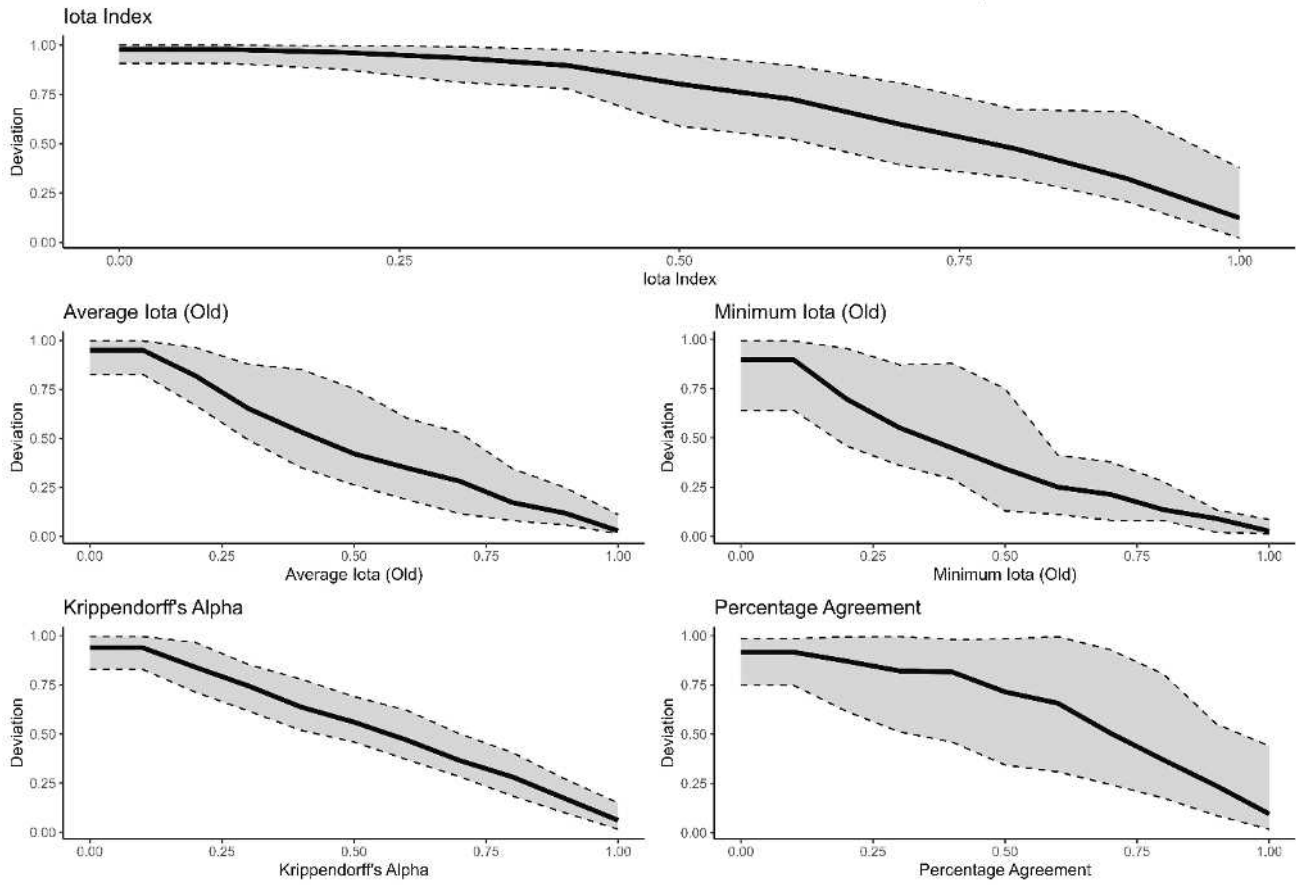 Iota Index
1.00
0.75
0.50
0.25
0.00
Deviation
0.00 0.25 0.50 0.75 1.00
Iota Index
Average Iota (Old)
1.00
0.75
0.50
0.25
0.00
Deviation
0.00 0.25 0.50 0.75 1.00
Average Iota (Old)
Minimum Iota (Old)
1.00
0.75
0.50
0.25
0.00
Deviation
0.00 0.25 0.50 0.75 1.00
Minimum Iota (Old)
Krippendorff's Alpha
1.00
0.75
0.50
0.25
0.00
Deviation
0.00 0.25 0.50 0.75 1.00
Krippendorff's Alpha
Percentage Agreement
1.00
0.75
0.50
0.25
0.00
Deviation
0.00 0.25 0.50 0.75 1.00
Percentage Agreement